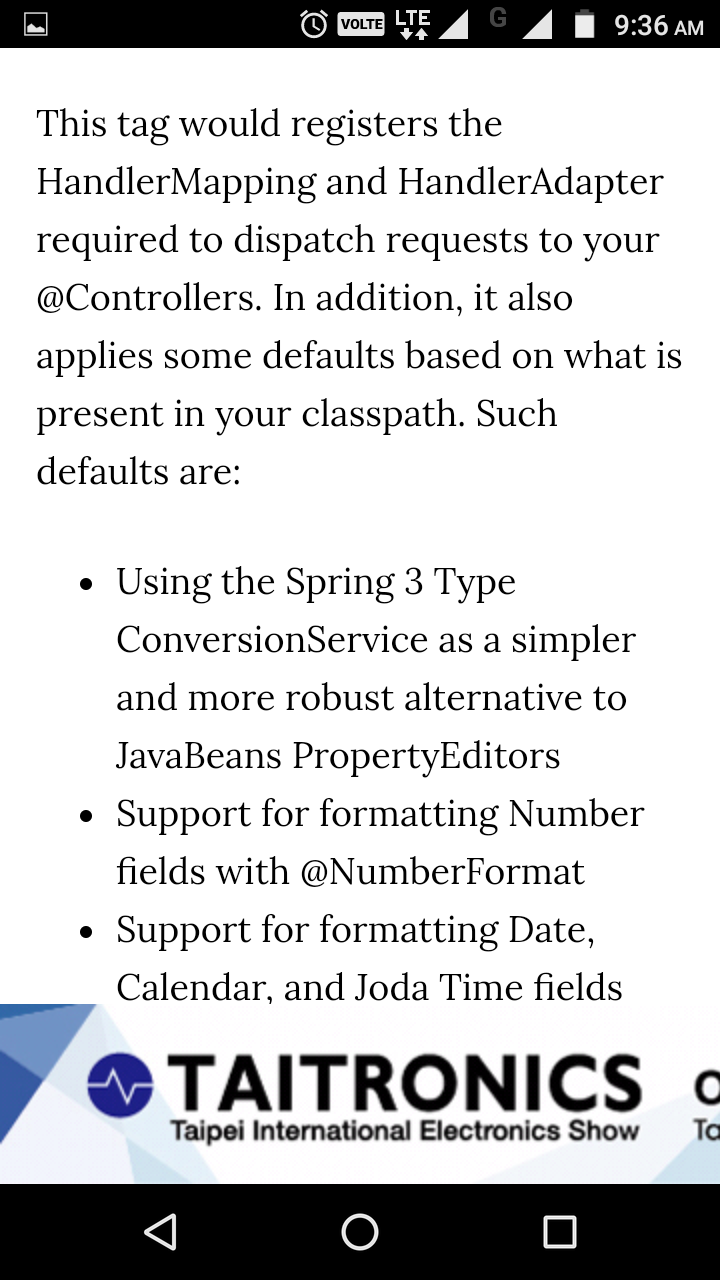 VOLTE LTE G 9:36 AM
This tag would registers the
HandlerMapping and HandlerAdapter
required to dispatch requests to your
@Controllers. In addition, it also
applies some defaults based on what is
present in your classpath. Such
defaults are:
• Using the Spring 3 Type
ConversionService as a simpler
and more robust alternative to
JavaBeans PropertyEditors
• Support for formatting Number
fields with @NumberFormat
• Support for formatting Date,
Calendar, and Joda Time fields
TAITRONICS
Taipei International Electronics Show